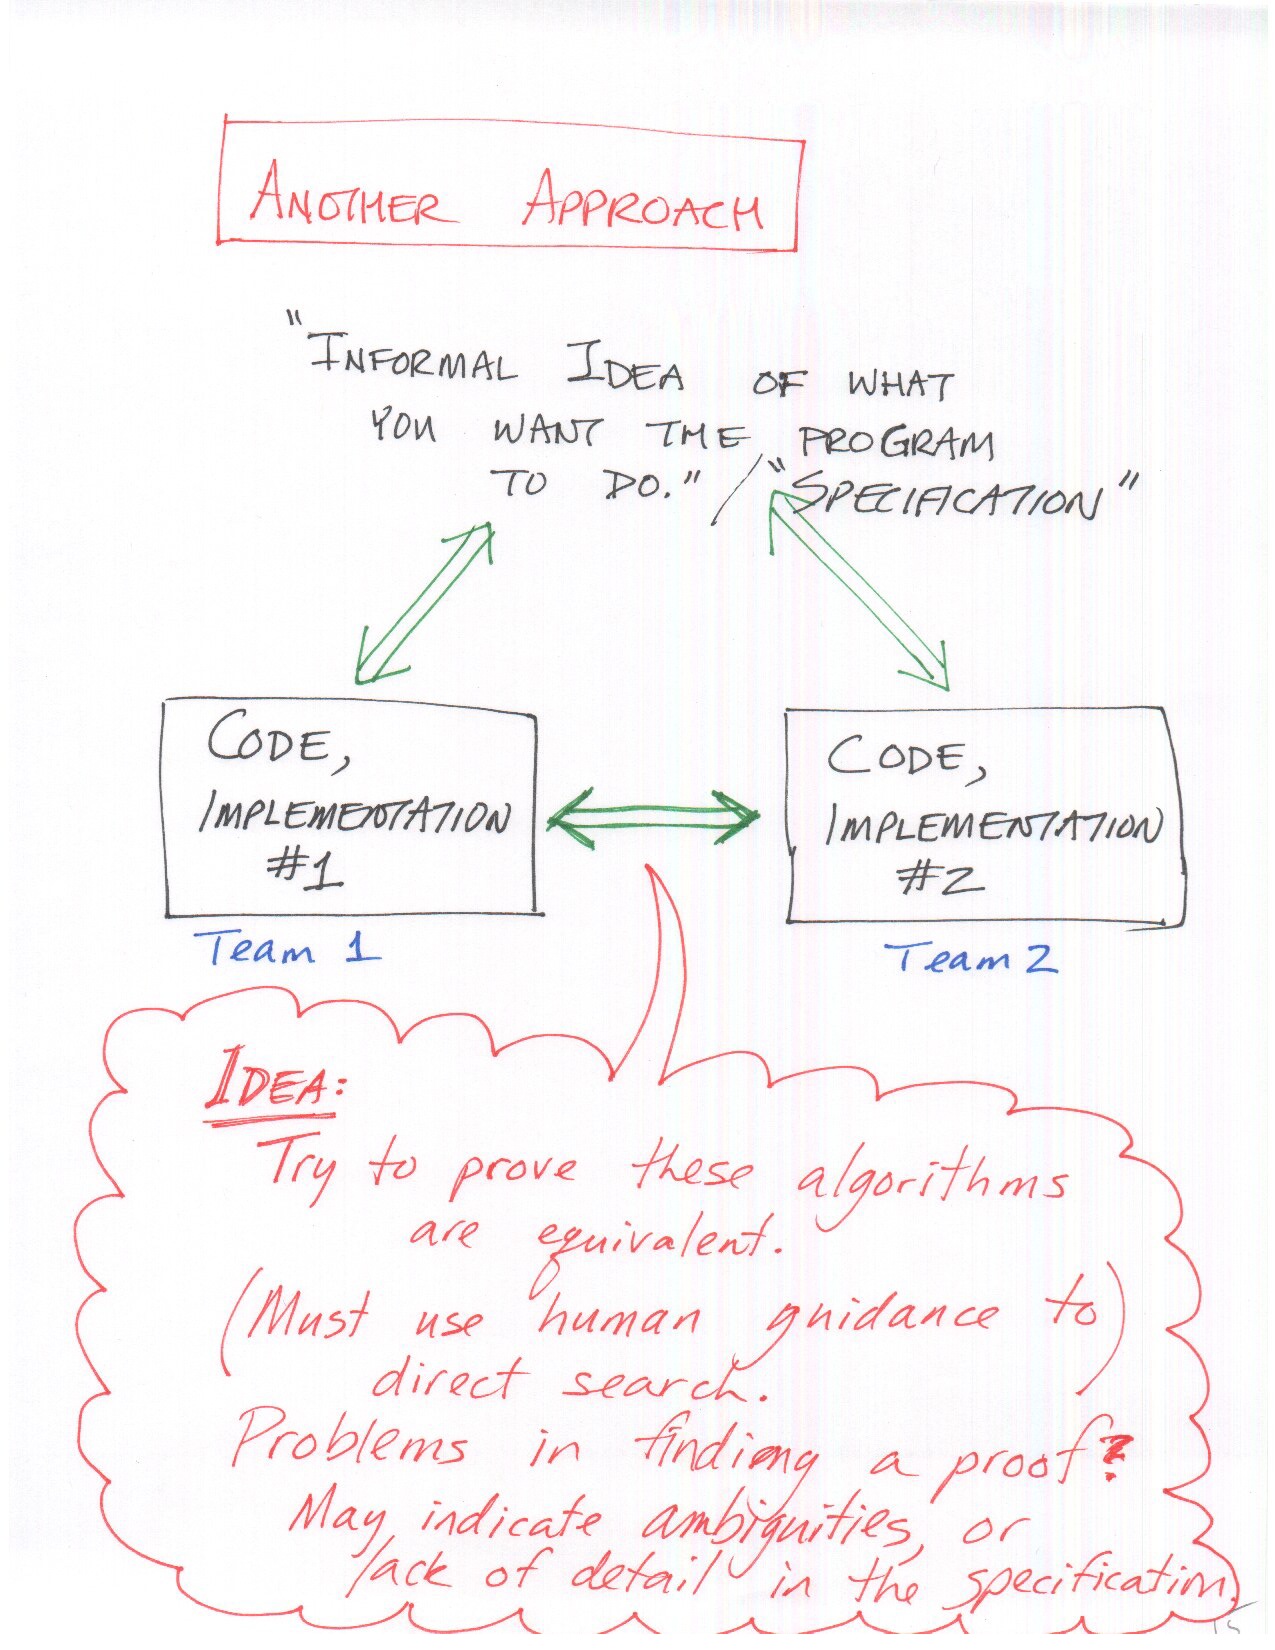 ANOTHER APPROACH
"INFORMAL IDEA OF WHAT
YOU WANT THE PROGRAM
TO DO." / "SPECIFICATION"
CODE,
IMPLEMENTATION
#1
CODE,
IMPLEMENTATION
#2
Team 1
Team 2
IDEA:
Try to prove these algorithms
are equivalent.
(Must use human guidance to
direct search.)
Problems in finding a proof?
May indicate ambiguities, or
lack of detail in the specification.
15